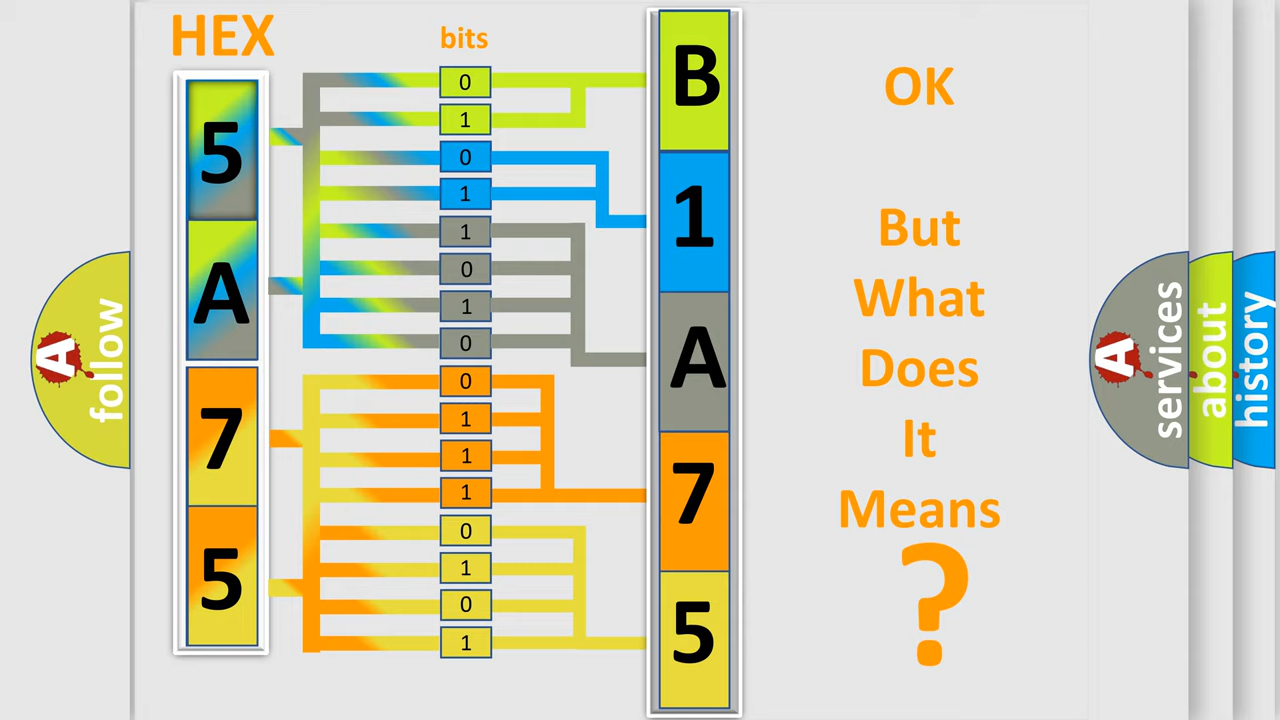 HEX
bits
5
A
7
5
0
1
0
1
1
0
1
0
0
1
1
1
0
1
0
1
B
1
A
7
5
OK
But
What
Does
It
Means
?
A
follow
A
services
about
history